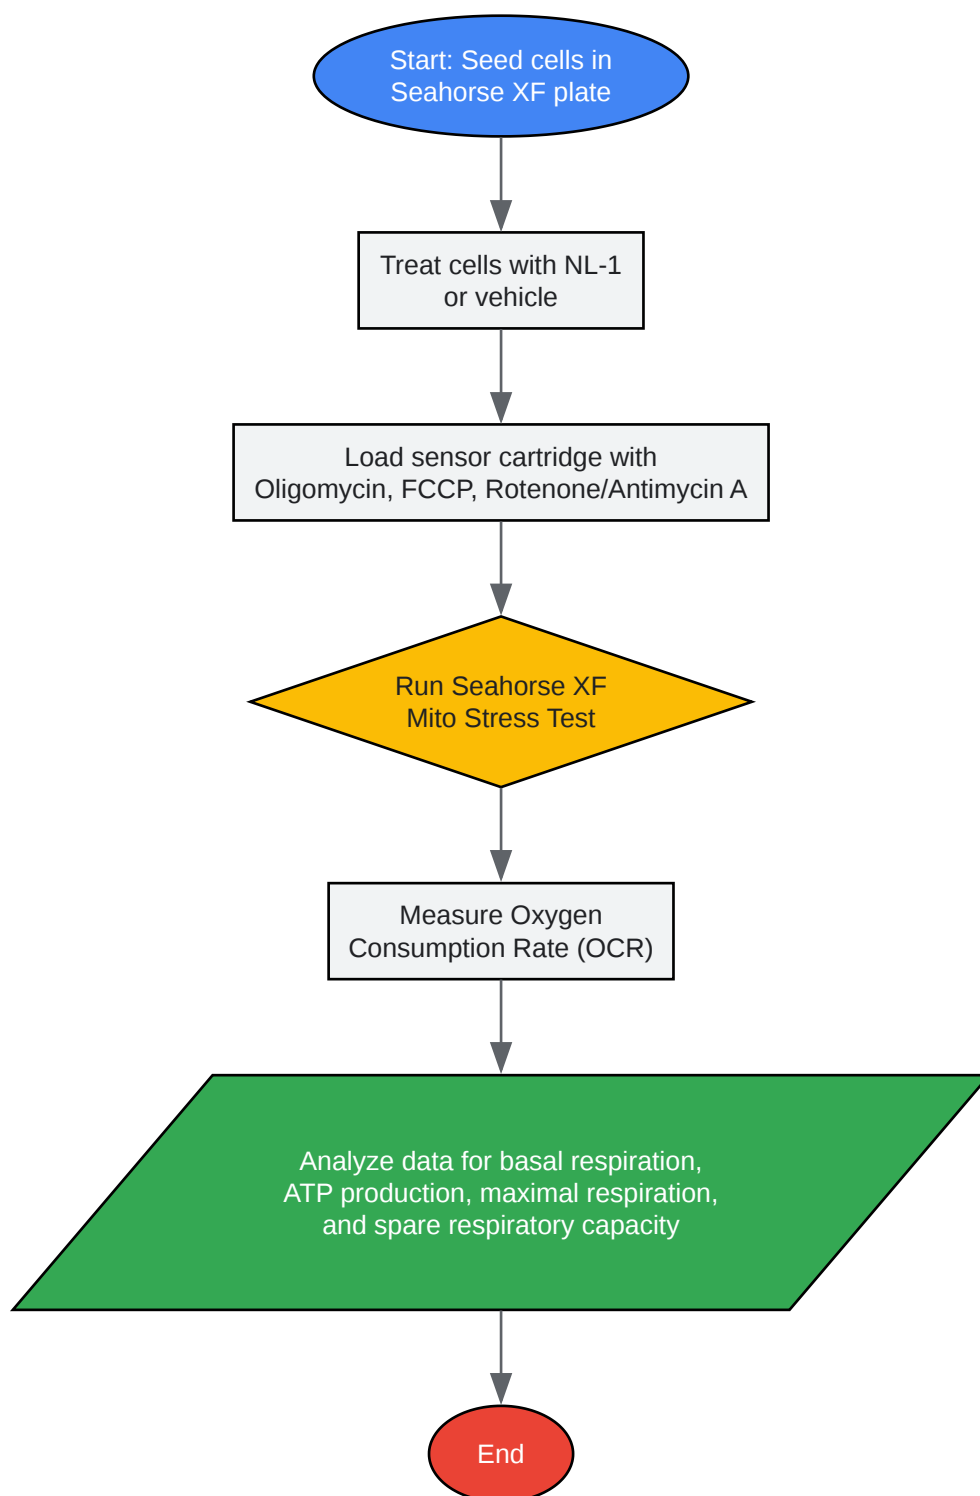 Start: Seed cells in
Seahorse XF plate
Treat cells with NL-1
or vehicle
Load sensor cartridge with
Oligomycin, FCCP, Rotenone/Antimycin A
Run Seahorse XF
Mito Stress Test
Measure Oxygen
Consumption Rate (OCR)
Analyze data for basal respiration,
ATP production, maximal respiration,
and spare respiratory capacity
End